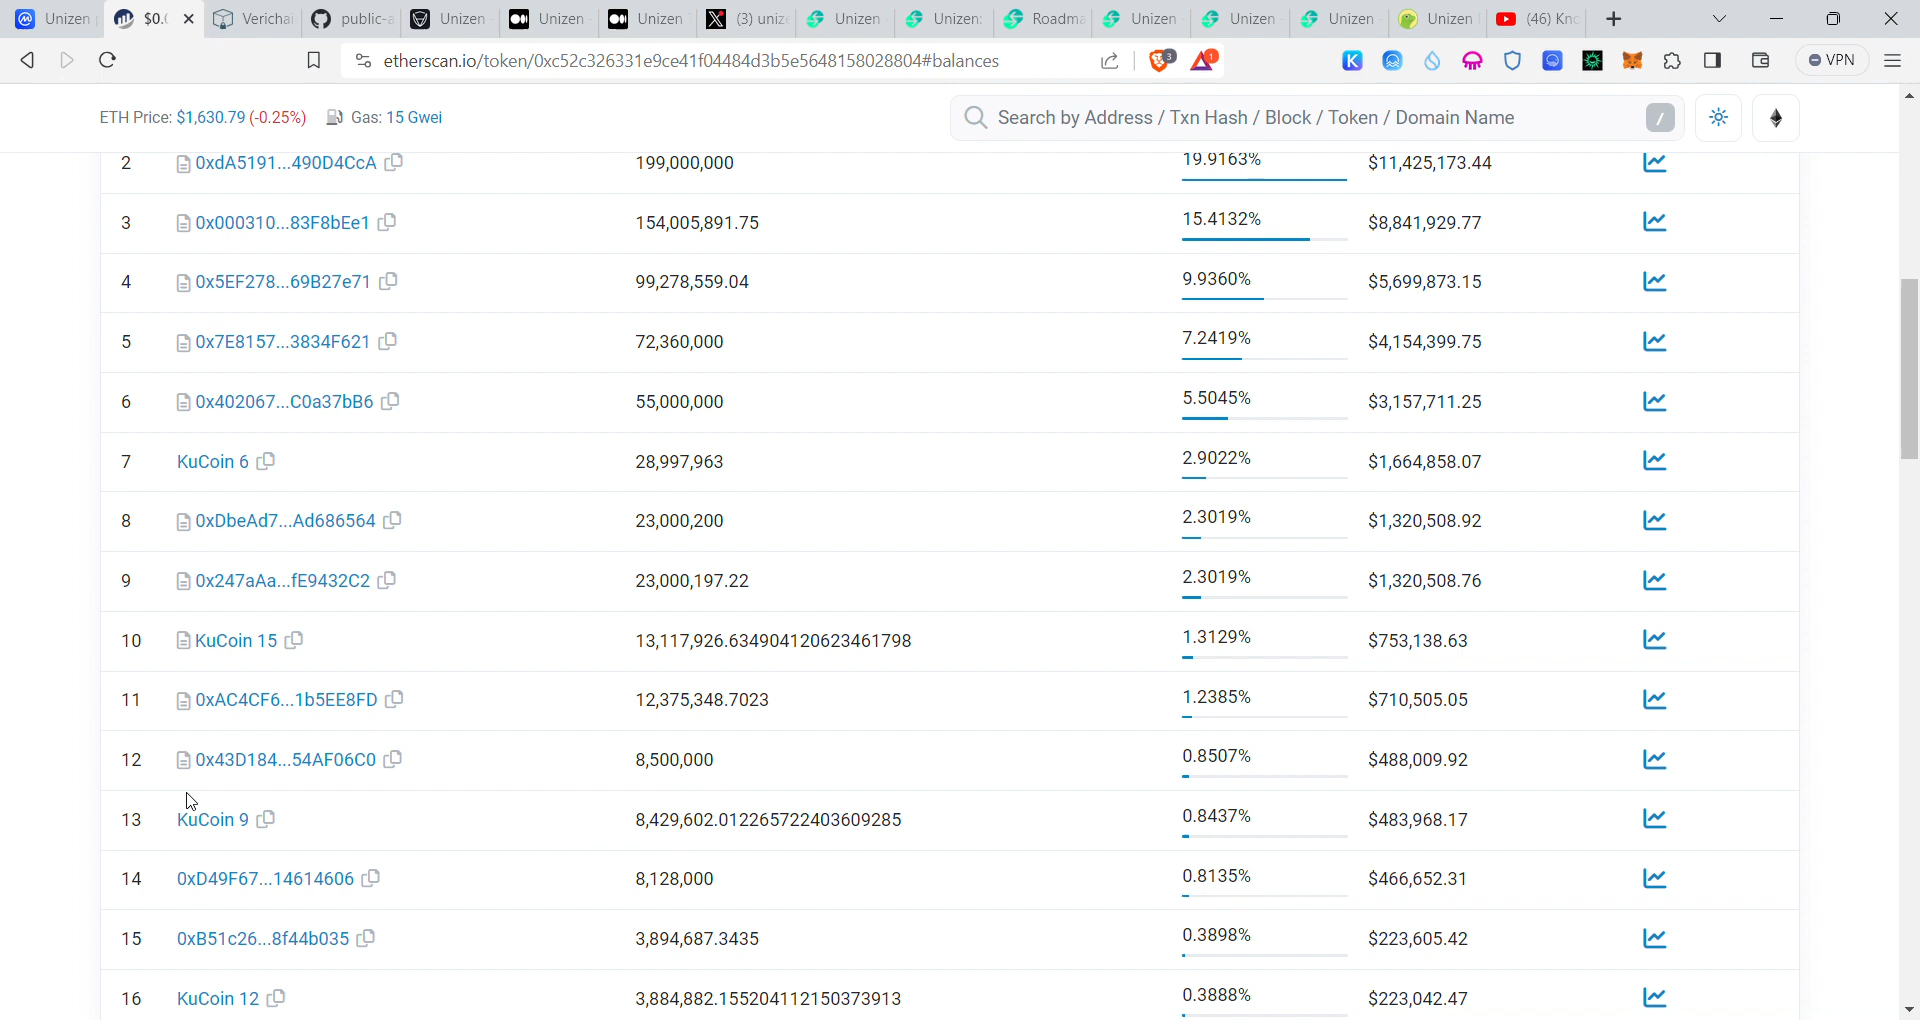 Unizen $0.( Verichai public-a Unizen Unizen Unizen (3) uniz Unizen Unizen: Roadma Unizen Unizen Unizen Unizen (46) Kno
etherscan.io/token/0xc52c326331e9ce41f04484d3b5e5648158028804#balances 3 1 VPN
ETH Price: $1,630.79 (-0.25%) Gas: 15 Gwei Search by Address / Txn Hash / Block / Token / Domain Name /
2 0xdA5191...490D4CcA 199,000,000 19.9163% $11,425,173.44
3 0x000310...83F8bEe1 154,005,891.75 15.4132% $8,841,929.77
4 0x5EF278...69B27e71 99,278,559.04 9.9360% $5,699,873.15
5 0x7E8157...3834F621 72,360,000 7.2419% $4,154,399.75
6 0x402067...C0a37bB6 55,000,000 5.5045% $3,157,711.25
7 KuCoin 6 28,997,963 2.9022% $1,664,858.07
8 0xDbeAd7...Ad686564 23,000,200 2.3019% $1,320,508.92
9 0x247aAa...fE9432C2 23,000,197.22 2.3019% $1,320,508.76
10 KuCoin 15 13,117,926.634904120623461798 1.3129% $753,138.63
11 0xAC4CF6...1b5EE8FD 12,375,348.7023 1.2385% $710,505.05
12 0x43D184...54AF06C0 8,500,000 0.8507% $488,009.92
13 KuCoin 9 8,429,602.012265722403609285 0.8437% $483,968.17
14 0xD49F67...14614606 8,128,000 0.8135% $466,652.31
15 0xB51c26...8f44b035 3,894,687.3435 0.3898% $223,605.42
16 KuCoin 12 3,884,882.155204112150373913 0.3888% $223,042.47